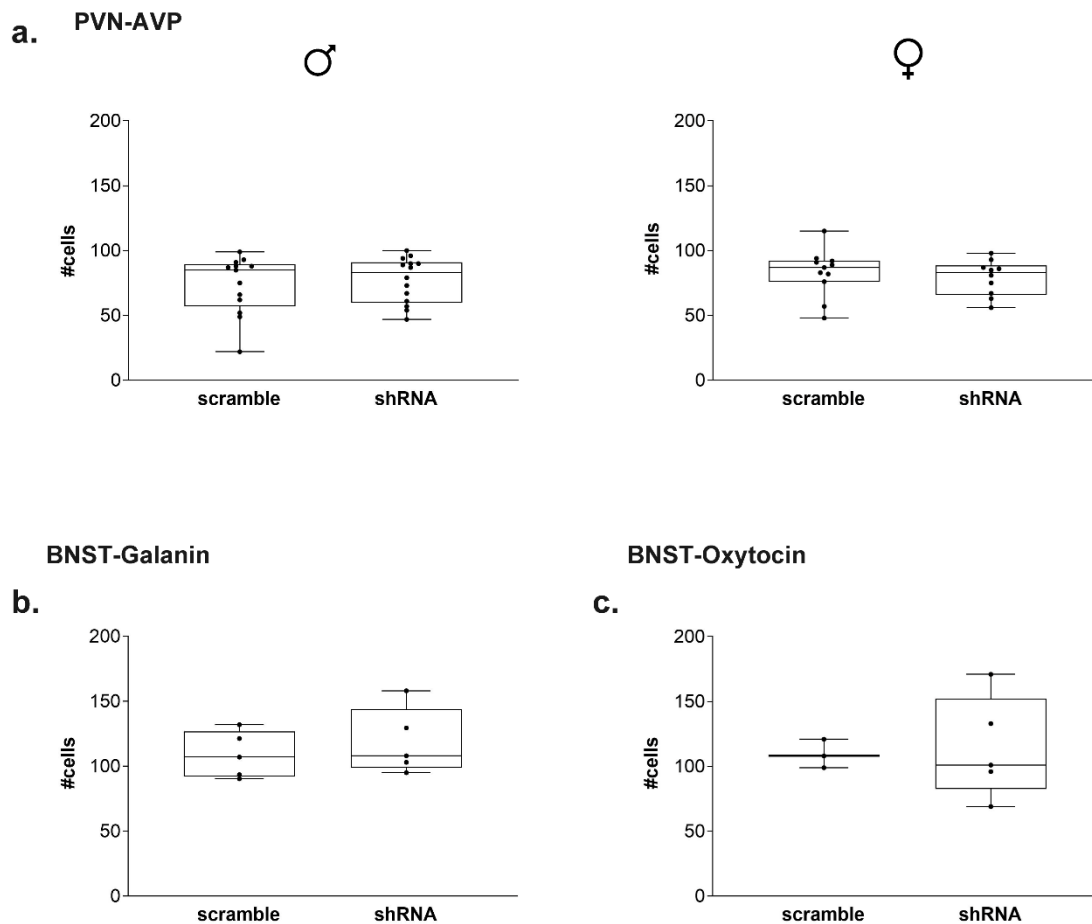 a. PVN-AVP
♂ ♀
200 200
150 150
#cells #cells
100 100
50 50
0 0
scramble shRNA scramble shRNA
BNST-Galanin BNST-Oxytocin
b. c.
200 200
150 150
#cells #cells
100 100
50 50
0 0
scramble shRNA scramble shRNA